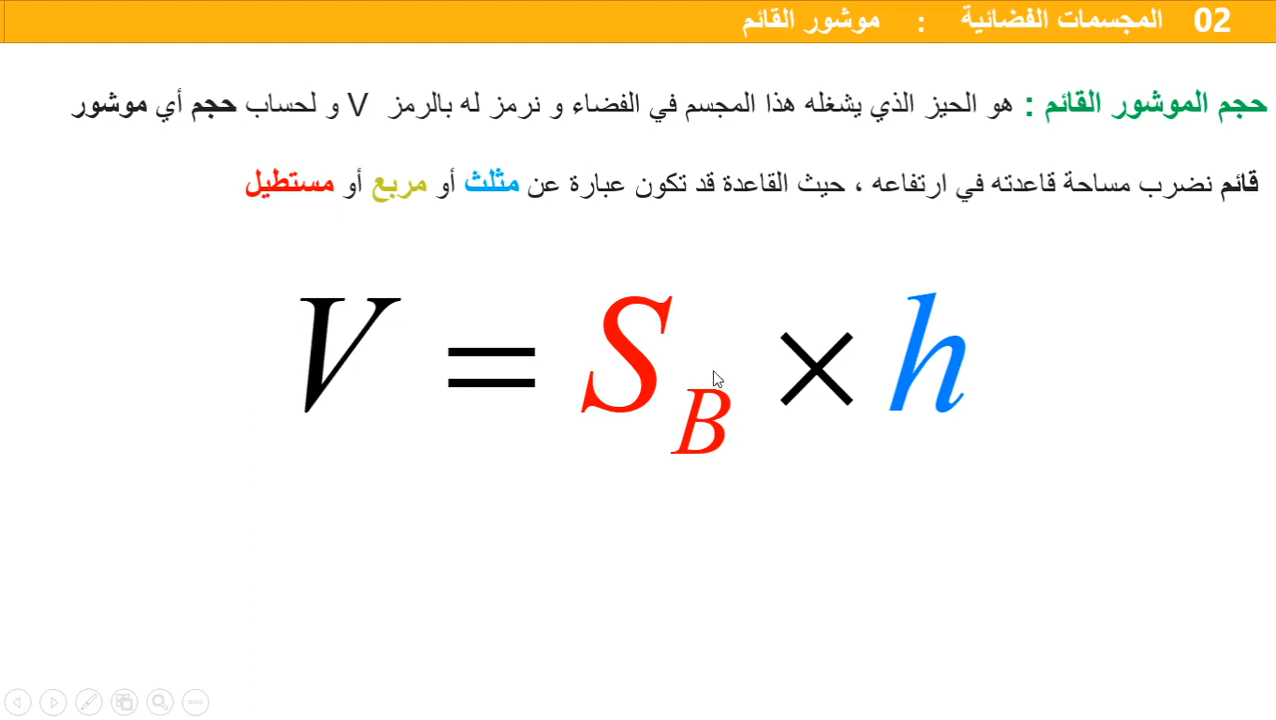 02 المجسمات الفضائية : موشور القائم
حجم الموشور القائم : هو الحيز الذي يشغله هذا المجسم في الفضاء و نرمز له بالرمز V و لحساب حجم أي موشور
قائم نضرب مساحة قاعدته في ارتفاعه ، حيث القاعدة قد تكون عبارة عن مثلث أو مربع أو مستطيل
V = S_B × h